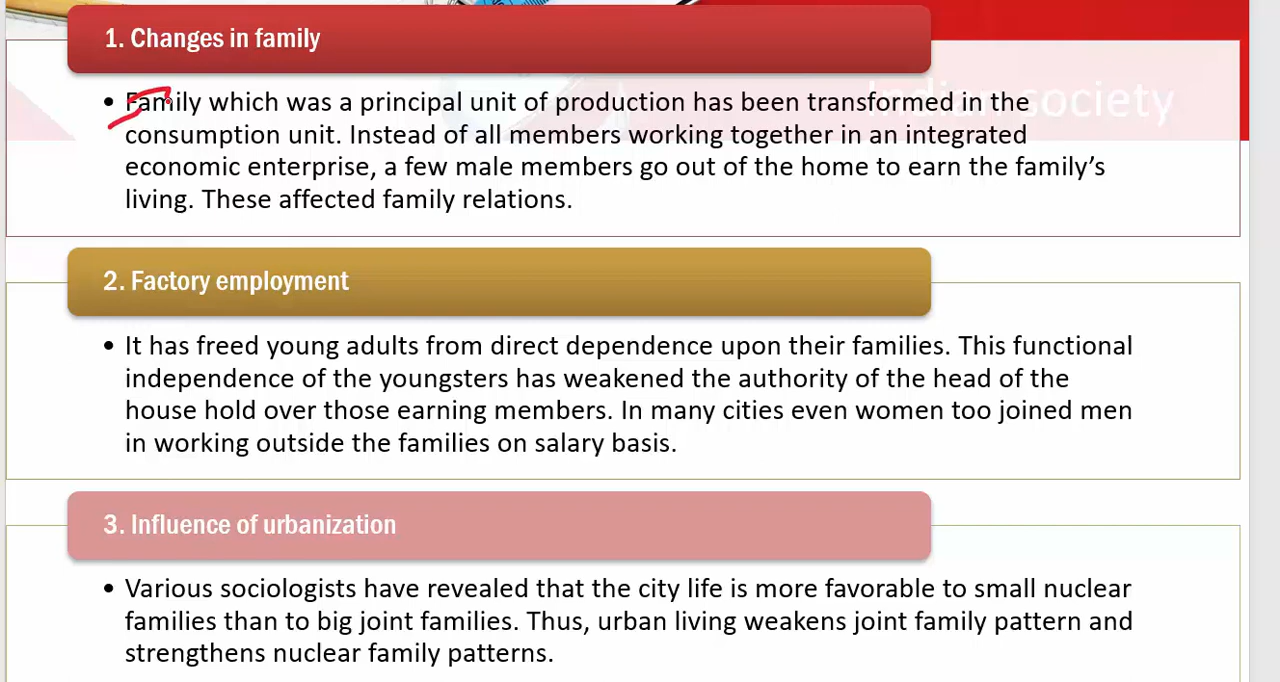 1. Changes in family
Indian society
• Family which was a principal unit of production has been transformed in the
consumption unit. Instead of all members working together in an integrated
economic enterprise, a few male members go out of the home to earn the family’s
living. These affected family relations.
2. Factory employment
• It has freed young adults from direct dependence upon their families. This functional
independence of the youngsters has weakened the authority of the head of the
house hold over those earning members. In many cities even women too joined men
in working outside the families on salary basis.
3. Influence of urbanization
• Various sociologists have revealed that the city life is more favorable to small nuclear
families than to big joint families. Thus, urban living weakens joint family pattern and
strengthens nuclear family patterns.